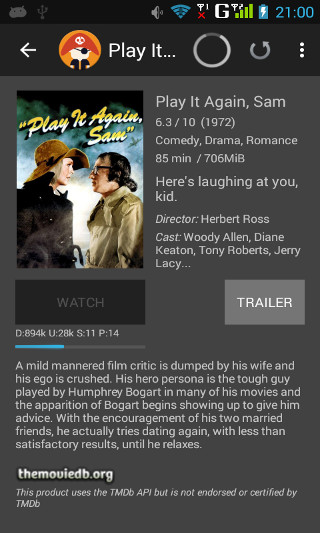 G 21:00
Play It...
"Play It Again,
Sam"
Play It Again, Sam
6.3 / 10 (1972)
Comedy, Drama, Romance
85 min / 706MiB
Here's laughing at you,
kid.
Director: Herbert Ross
Cast: Woody Allen, Diane
Keaton, Tony Roberts, Jerry
Lacy...
WATCH
TRAILER
D:894k U:28k S:11 P:14
A mild mannered film critic is dumped by his wife and
his ego is crushed. His hero persona is the tough guy
played by Humphrey Bogart in many of his movies and
the apparition of Bogart begins showing up to give him
advice. With the encouragement of his two married
friends, he actually tries dating again, with less than
satisfactory results, until he relaxes.
themoviedb.org
This product uses the TMDb API but is not endorsed or certified by
TMDb